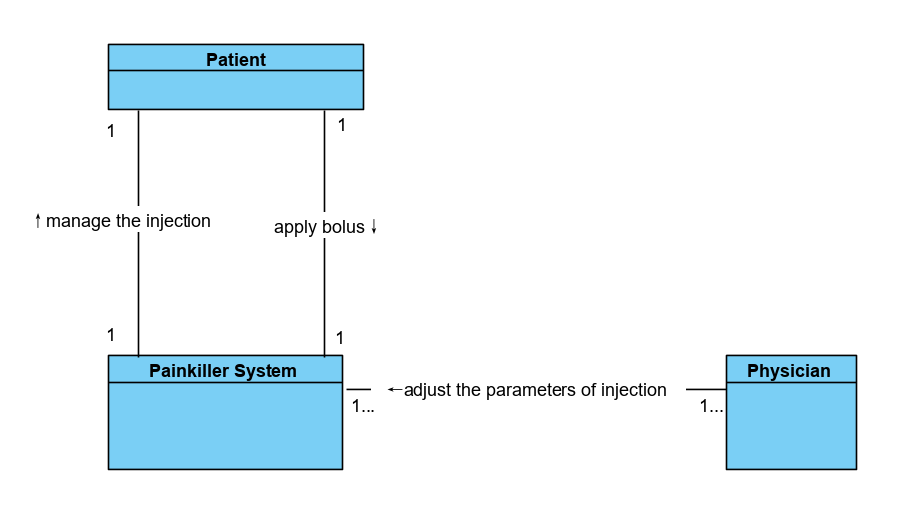 Patient
1
1
↑ manage the injection
apply bolus ↓
1
1
Painkiller System
Physician
←adjust the parameters of injection
1...
1...